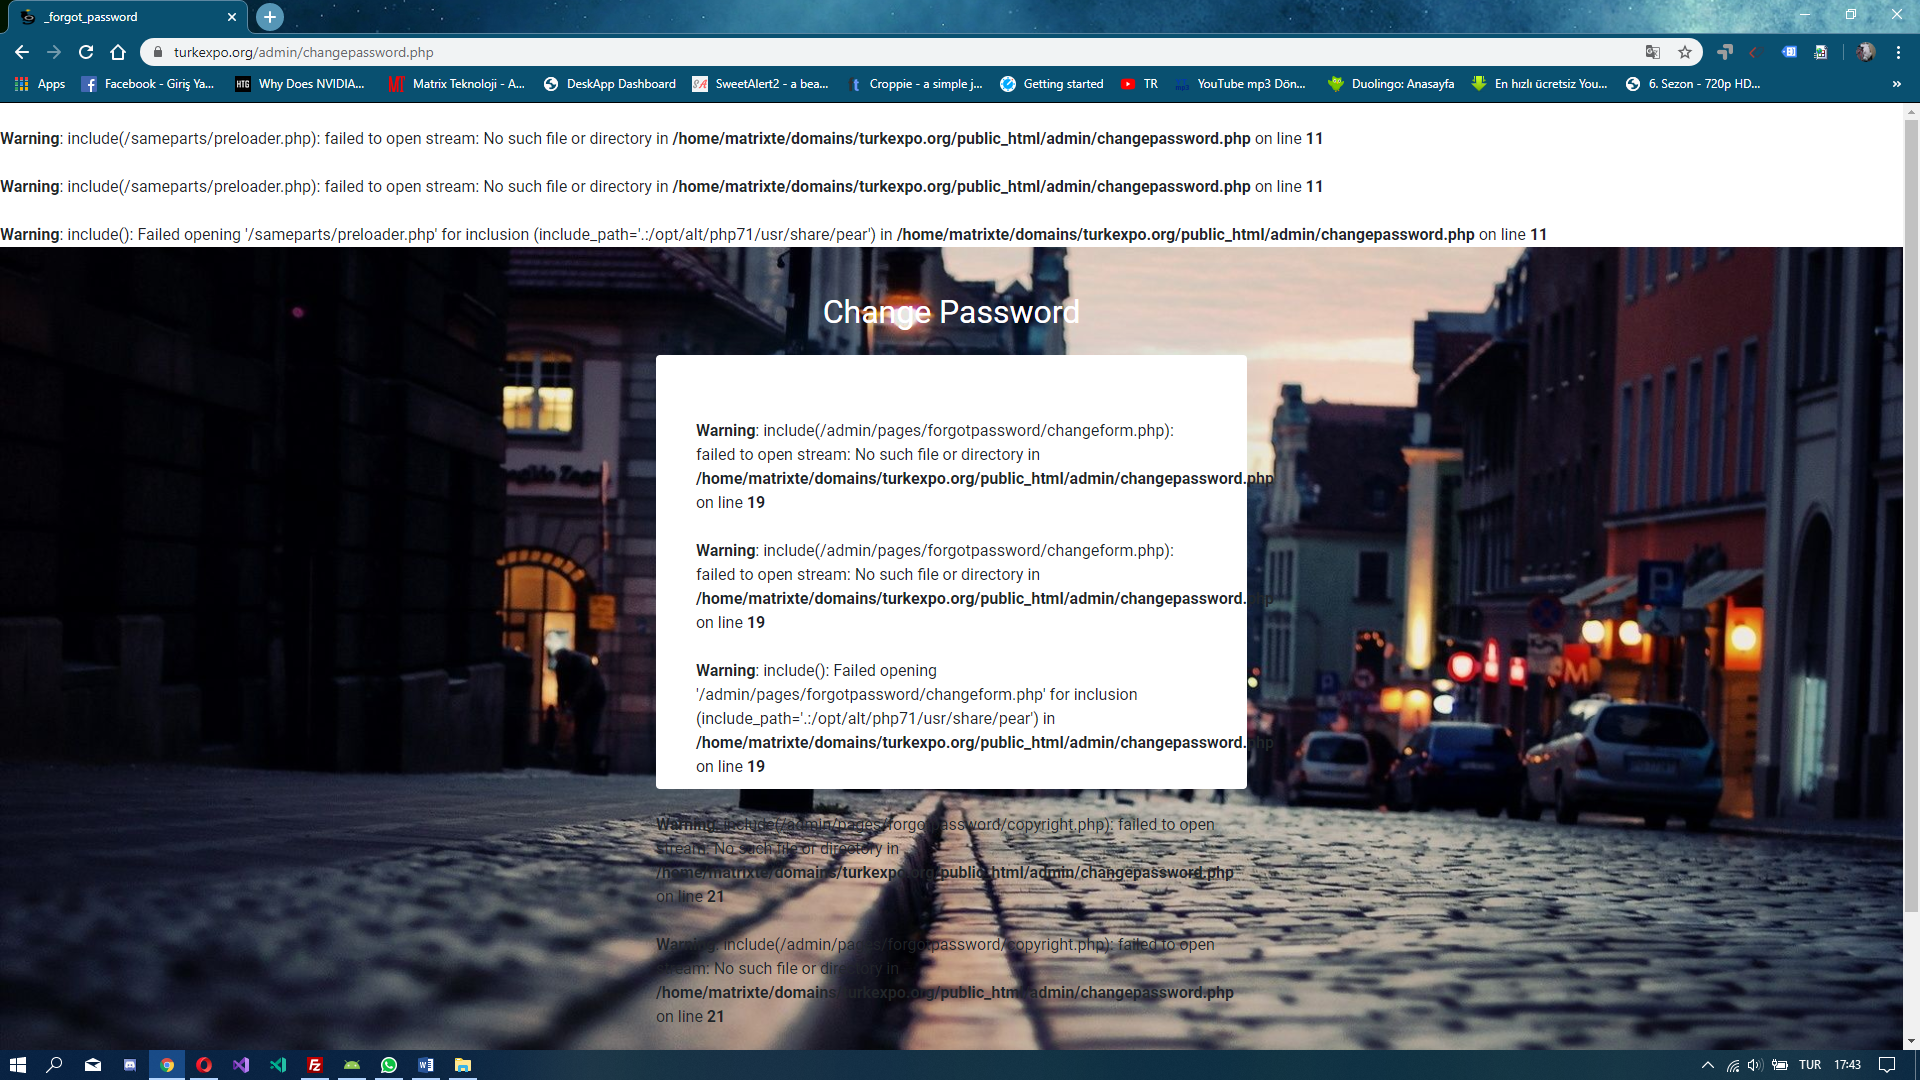 _forgot_password
turkexpo.org/admin/changepassword.php
Apps Facebook - Giriş Ya... Why Does NVIDIA... Matrix Teknoloji - A... DeskApp Dashboard SweetAlert2 - a bea... Croppie - a simple j... Getting started TR YouTube mp3 Dön... Duolingo: Anasayfa En hızlı ücretsiz You... 6. Sezon - 720p HD... »
Warning: include(/sameparts/preloader.php): failed to open stream: No such file or directory in /home/matrixte/domains/turkexpo.org/public_html/admin/changepassword.php on line 11
Warning: include(/sameparts/preloader.php): failed to open stream: No such file or directory in /home/matrixte/domains/turkexpo.org/public_html/admin/changepassword.php on line 11
Warning: include(): Failed opening '/sameparts/preloader.php' for inclusion (include_path='.:/opt/alt/php71/usr/share/pear') in /home/matrixte/domains/turkexpo.org/public_html/admin/changepassword.php on line 11
Change Password
Warning: include(/admin/pages/forgotpassword/changeform.php):
failed to open stream: No such file or directory in
/home/matrixte/domains/turkexpo.org/public_html/admin/changepassword.php
on line 19
Warning: include(/admin/pages/forgotpassword/changeform.php):
failed to open stream: No such file or directory in
/home/matrixte/domains/turkexpo.org/public_html/admin/changepassword.php
on line 19
Warning: include(): Failed opening
'/admin/pages/forgotpassword/changeform.php' for inclusion
(include_path='.:/opt/alt/php71/usr/share/pear') in
/home/matrixte/domains/turkexpo.org/public_html/admin/changepassword.php
on line 19
Warning: include(/admin/pages/forgotpassword/copyright.php): failed to open
stream: No such file or directory in
/home/matrixte/domains/turkexpo.org/public_html/admin/changepassword.php
on line 21
Warning: include(/admin/pages/forgotpassword/copyright.php): failed to open
stream: No such file or directory in
/home/matrixte/domains/turkexpo.org/public_html/admin/changepassword.php
on line 21
TUR 17:43